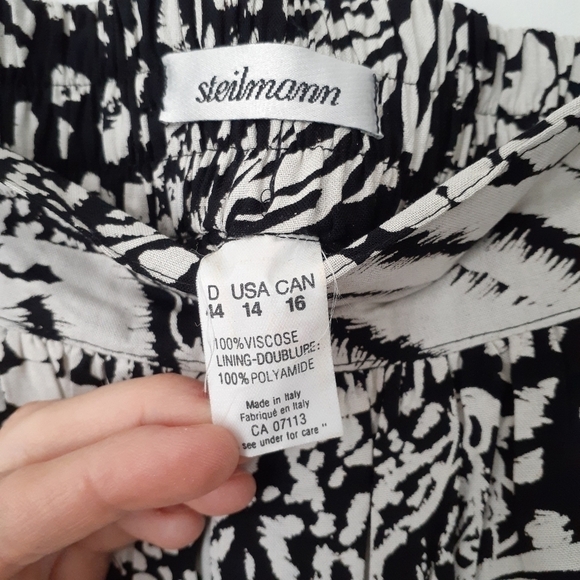 steilmann
D USA CAN
44 14 16
100%VISCOSE
LINING-DOUBLURE:
100% POLYAMIDE
Made in Italy
Fabriqué en Italy
CA 07113
see under for care "